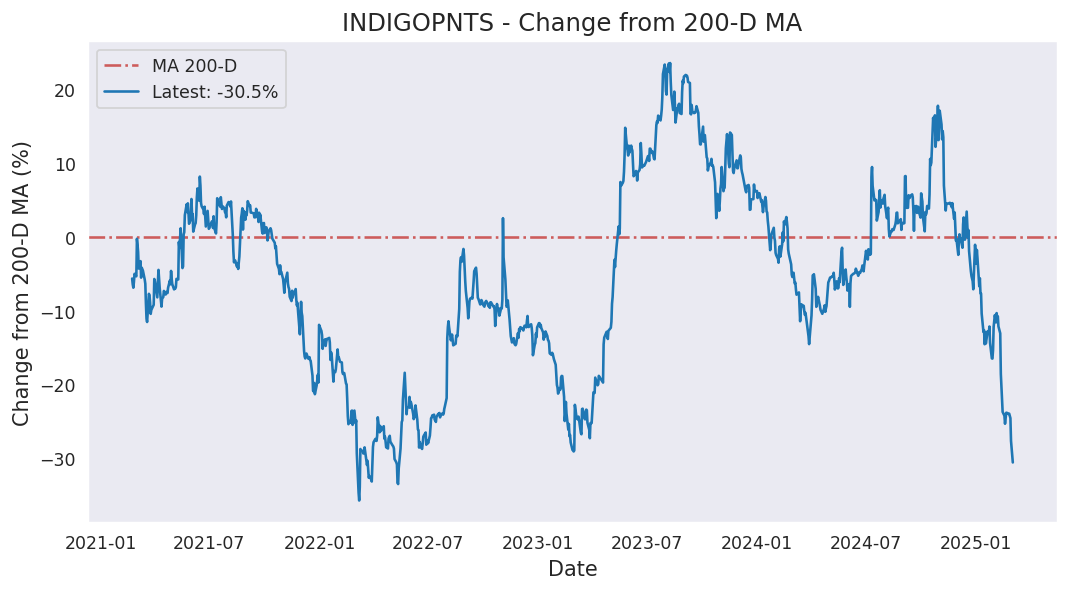 INDIGOPNTS - Change from 200-D MA
MA 200-D
Latest: -30.5%
Change from 200-D MA (%)
20
10
0
−10
−20
−30
2021-01 2021-07 2022-01 2022-07 2023-01 2023-07 2024-01 2024-07 2025-01
Date